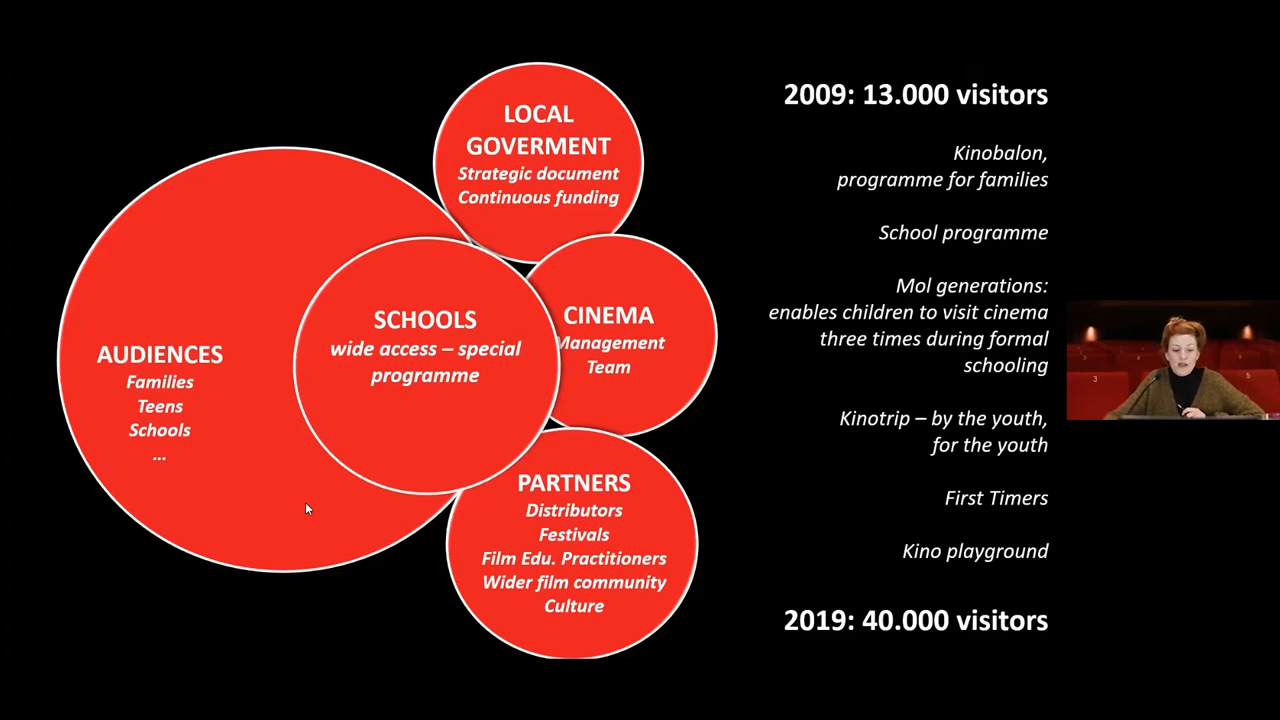 LOCAL
GOVERMENT
Strategic document
Continuous funding
AUDIENCES
Families
Teens
Schools
...
SCHOOLS
wide access – special
programme
CINEMA
Management
Team
PARTNERS
Distributors
Festivals
Film Edu. Practitioners
Wider film community
Culture
2009: 13.000 visitors
Kinobalon,
programme for families
School programme
Mol generations:
enables children to visit cinema
three times during formal
schooling
Kinotrip – by the youth,
for the youth
First Timers
Kino playground
2019: 40.000 visitors
3
5